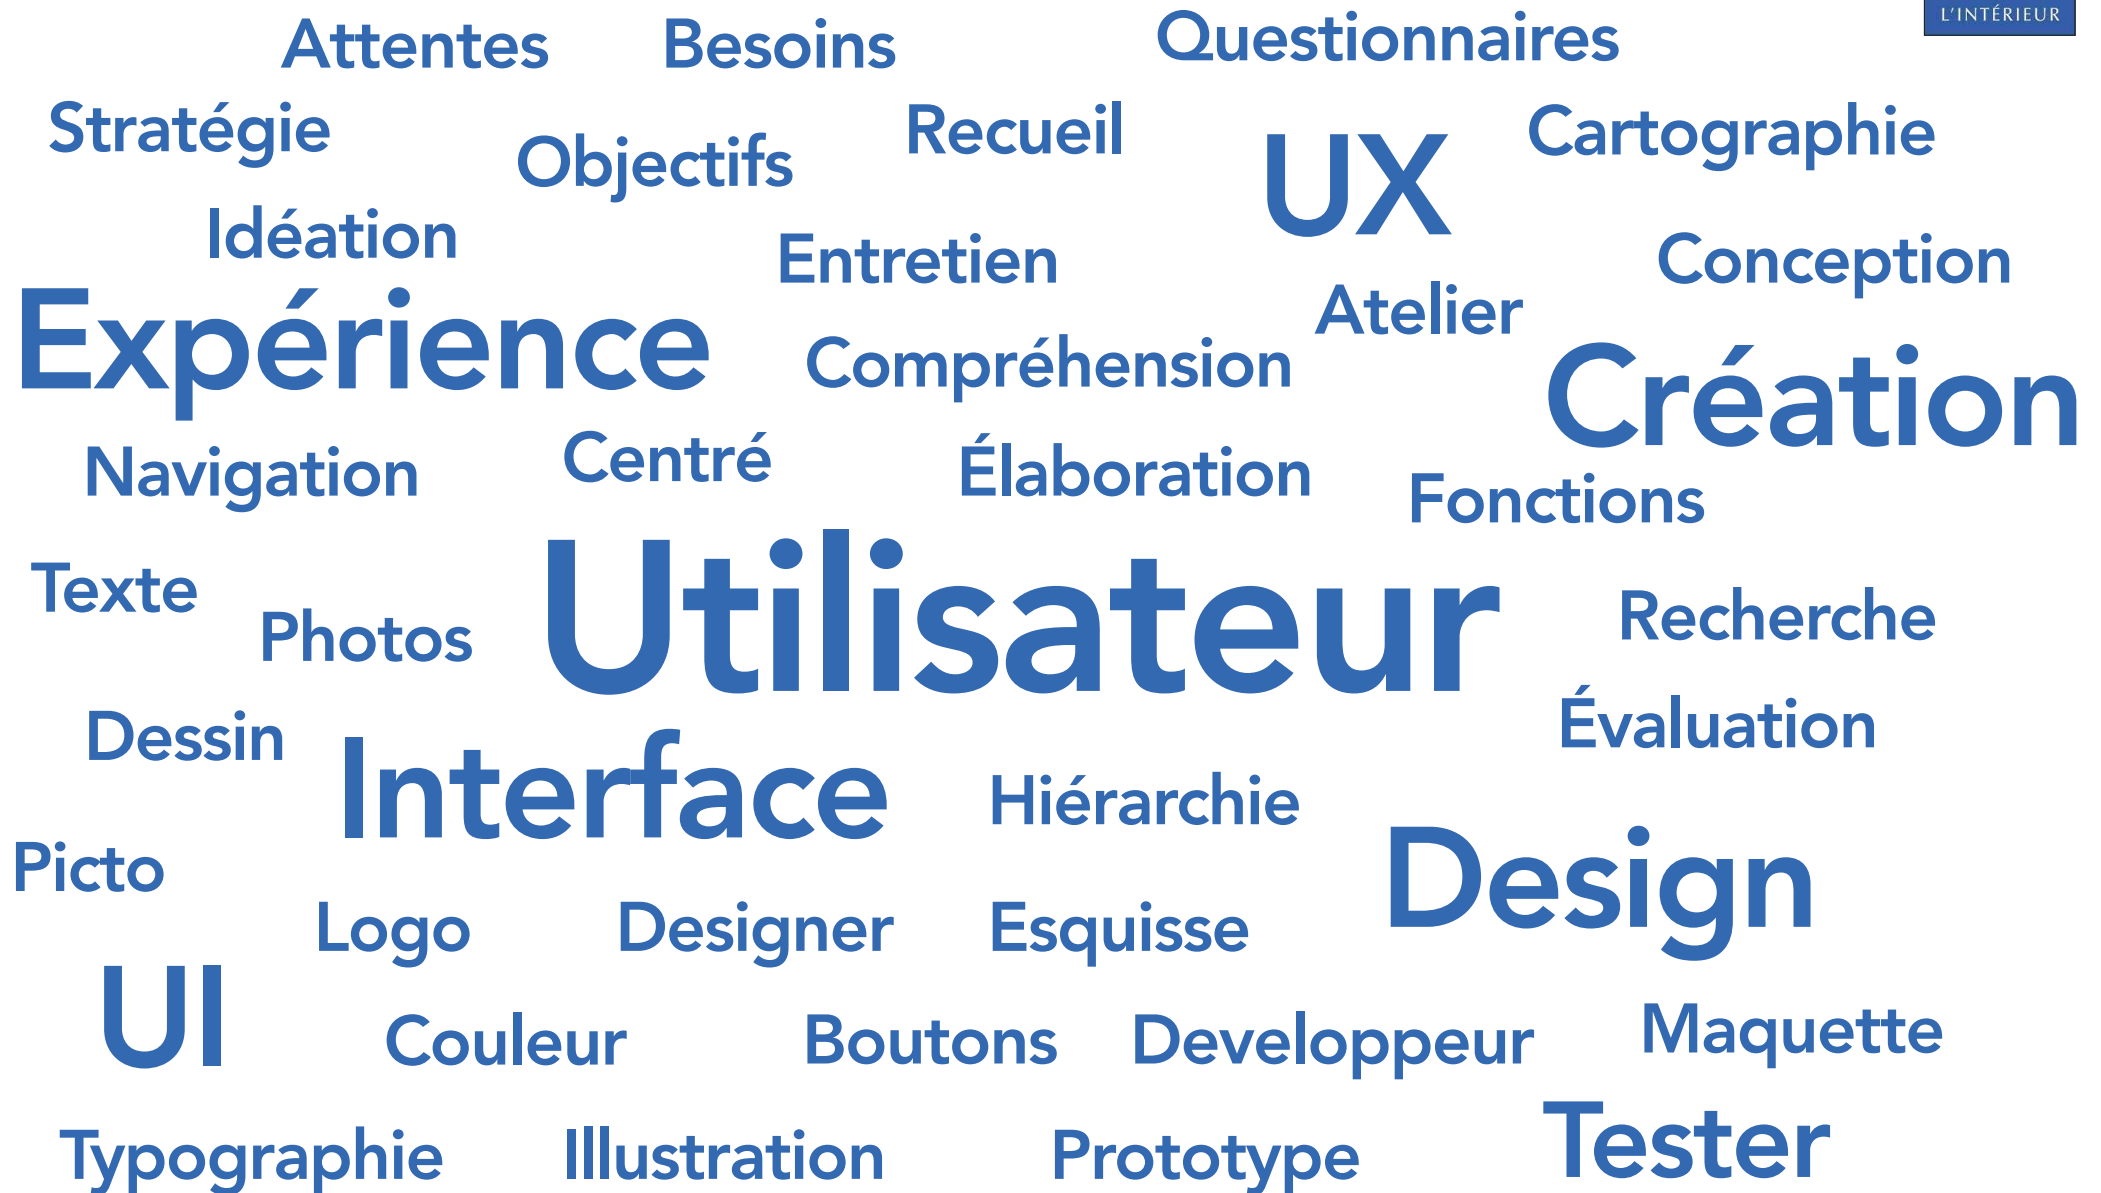 L'INTÉRIEUR
Attentes Besoins Questionnaires
Stratégie Objectifs Recueil UX Cartographie
Idéation Entretien Atelier Conception
Expérience Compréhension Création
Navigation Centré Élaboration Fonctions
Texte Photos Utilisateur Recherche
Dessin Interface Hiérarchie Évaluation
Picto Logo Designer Esquisse Design
UI Couleur Boutons Developpeur Maquette
Typographie Illustration Prototype Tester